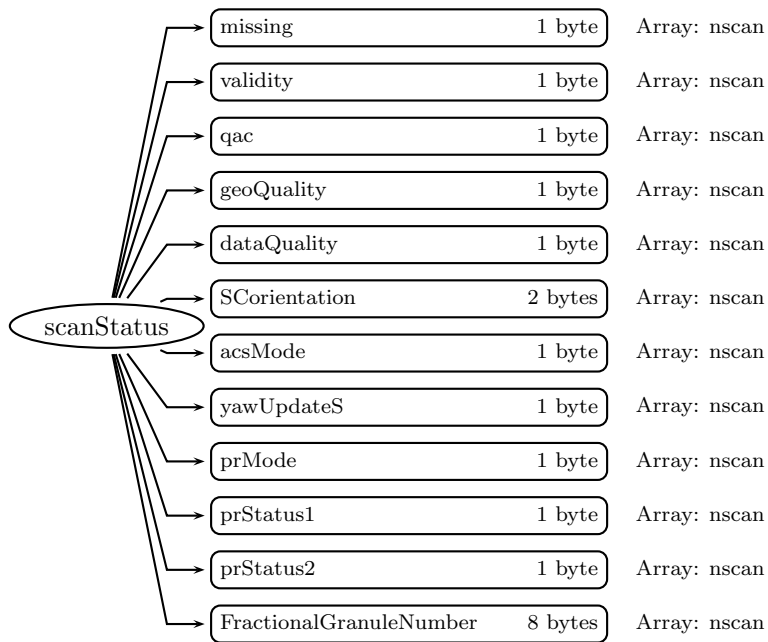 missing 1 byte Array: nscan
validity 1 byte Array: nscan
qac 1 byte Array: nscan
geoQuality 1 byte Array: nscan
dataQuality 1 byte Array: nscan
SCorientation 2 bytes Array: nscan
scanStatus
acsMode 1 byte Array: nscan
yawUpdateS 1 byte Array: nscan
prMode 1 byte Array: nscan
prStatus1 1 byte Array: nscan
prStatus2 1 byte Array: nscan
FractionalGranuleNumber 8 bytes Array: nscan